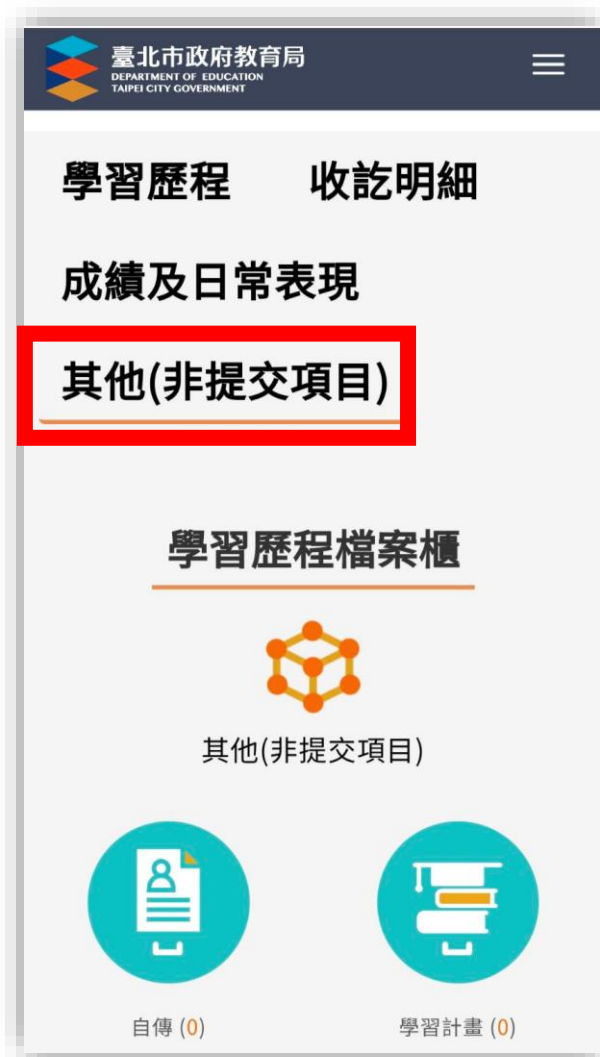 臺北市政府教育局
DEPARTMENT OF EDUCATION
TAIPEI CITY GOVERNMENT
學習歷程 收訖明細
成績及日常表現
其他(非提交項目)
學習歷程檔案櫃
其他(非提交項目)
自傳 (0) 學習計畫 (0)